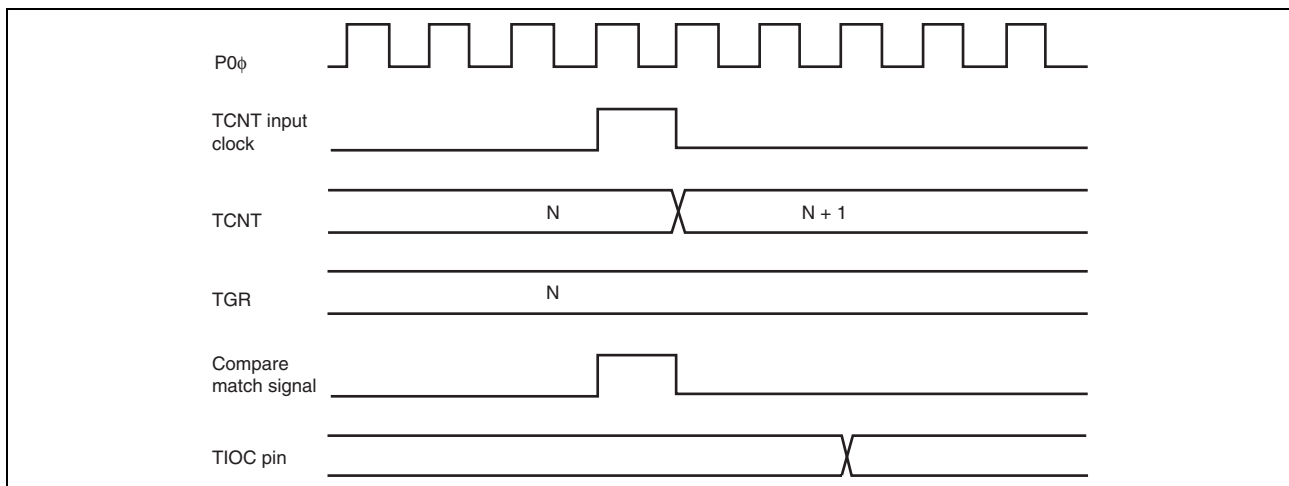 P0ϕ
TCNT input
clock
TCNT
N
N + 1
TGR
N
Compare
match signal
TIOC pin